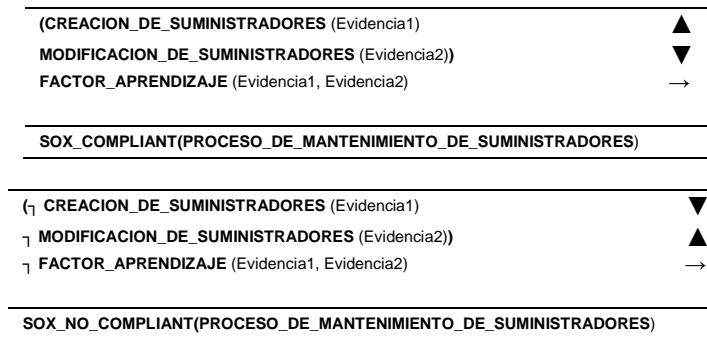 (CREACION_DE_SUMINISTRADORES (Evidencia1) ▲
MODIFICACION_DE_SUMINISTRADORES (Evidencia2)) ▼
FACTOR_APRENDIZAJE (Evidencia1, Evidencia2) →
SOX_COMPLIANT(PROCESO_DE_MANTENIMIENTO_DE_SUMINISTRADORES)
(┐ CREACION_DE_SUMINISTRADORES (Evidencia1) ▼
┐ MODIFICACION_DE_SUMINISTRADORES (Evidencia2)) ▲
┐ FACTOR_APRENDIZAJE (Evidencia1, Evidencia2) →
SOX_NO_COMPLIANT(PROCESO_DE_MANTENIMIENTO_DE_SUMINISTRADORES)